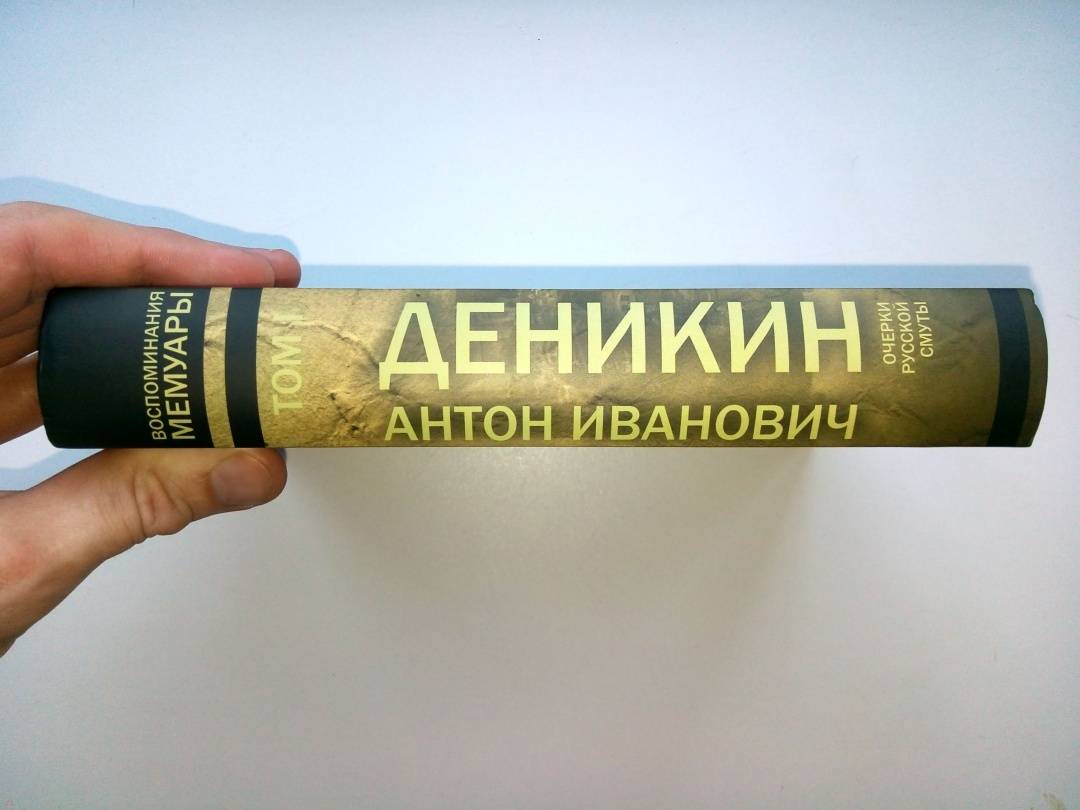 ВОСПОМИНАНИЯ
МЕМУАРЫ
ТОМ I
ДЕНИКИН
АНТОН ИВАНОВИЧ
ОЧЕРКИ
РУССКОЙ
СМУТЫ